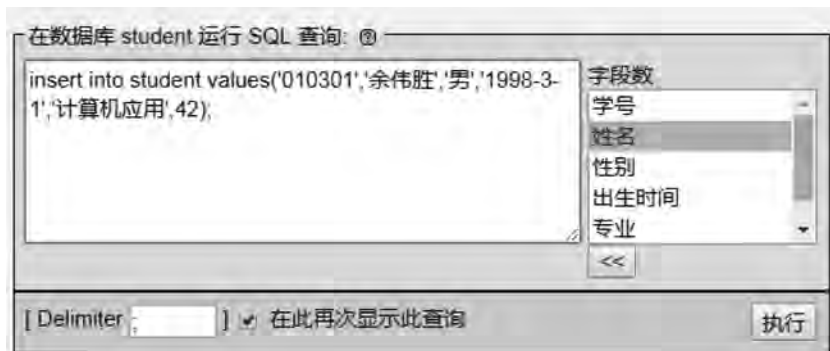 在数据库 student 运行 SQL 查询:
insert into student values('010301','余伟胜','男','1998-3-
1','计算机应用',42);
字段数
学号
姓名
性别
出生时间
专业
<<
[ Delimiter ; ] 在此再次显示此查询
执行